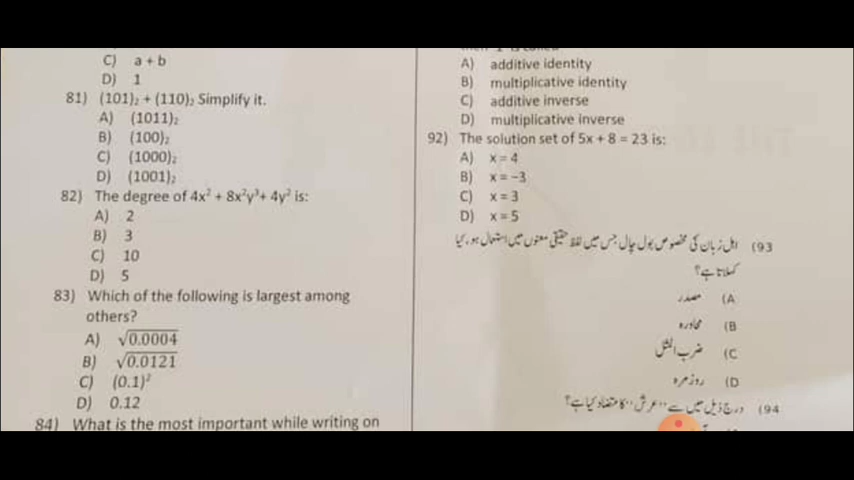 C) a + b
D) 1
81) (101)₂ + (110)₂ Simplify it.
A) (1011)₂
B) (100)₂
C) (1000)₂
D) (1001)₂
82) The degree of 4x² + 8x²y³+ 4y² is:
A) 2
B) 3
C) 10
D) 5
83) Which of the following is largest among
others?
A) √0.0004
B) √0.0121
C) (0.1)²
D) 0.12
84) What is the most important while writing on
A) additive identity
B) multiplicative identity
C) additive inverse
D) multiplicative inverse
92) The solution set of 5x + 8 = 23 is:
A) x = 4
B) x = −3
C) x = 3
D) x = 5
93) اہل زبان کی مخصوص بول چال جس میں لفظ حقیقی معنوں میں استعمال ہو، کیا
کہلاتا ہے؟
A) مصدر
B) محاورہ
C) ضرب المثل
D) روزمرہ
94) درج ذیل میں سے "عرش" کا متضاد کیا ہے؟